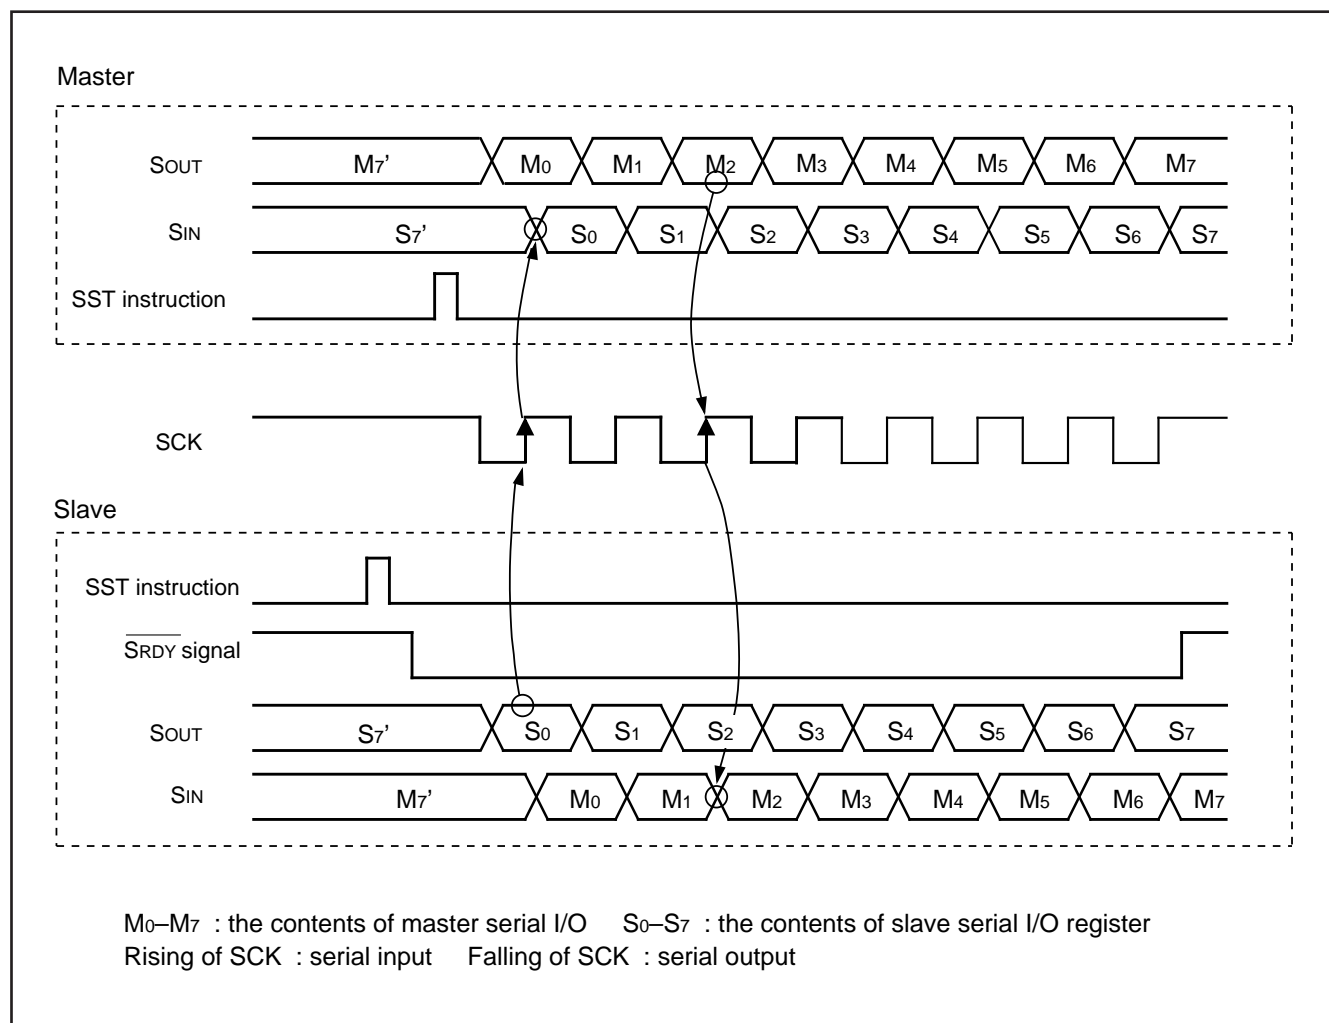 Master
SOUT M7’ M0 M1 M2 M3 M4 M5 M6 M7
SIN S7’ S0 S1 S2 S3 S4 S5 S6 S7
SST instruction
SCK
Slave
SST instruction
SRDY signal
SOUT S7’ S0 S1 S2 S3 S4 S5 S6 S7
SIN M7’ M0 M1 M2 M3 M4 M5 M6 M7
M0–M7 : the contents of master serial I/O S0–S7 : the contents of slave serial I/O register
Rising of SCK : serial input Falling of SCK : serial output